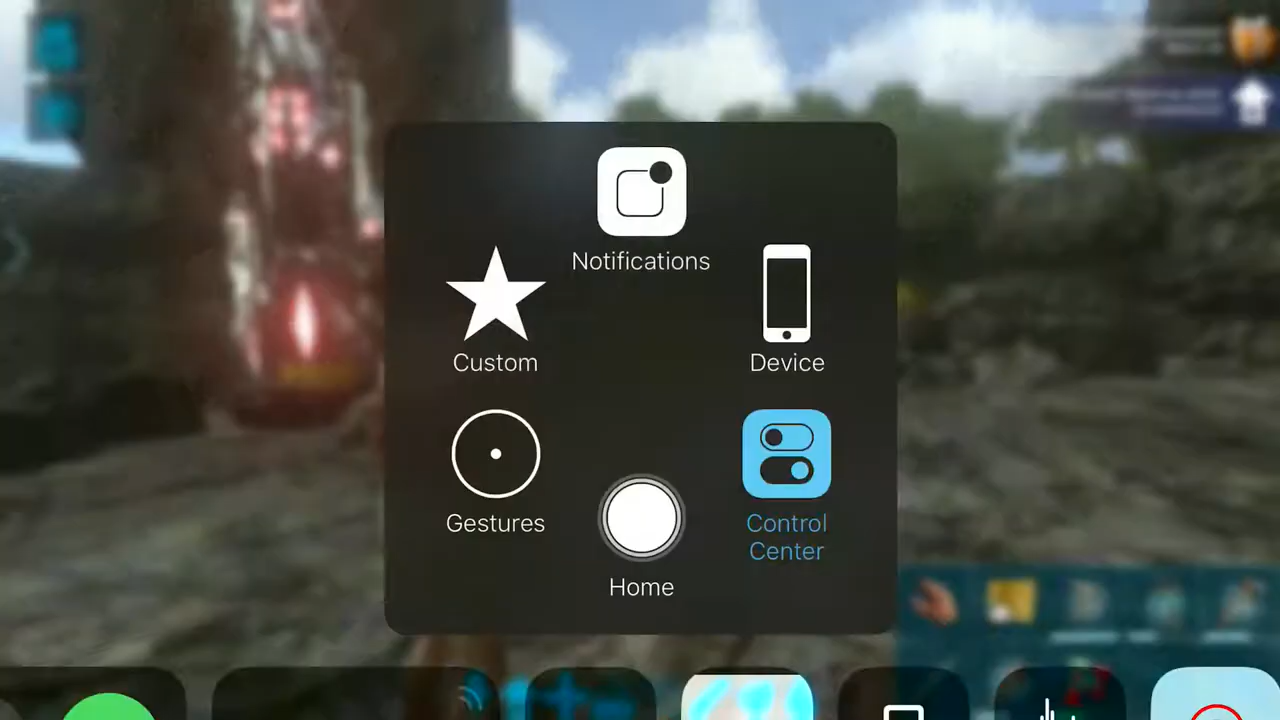 Notifications
Custom
Device
Gestures
Control
Center
Home